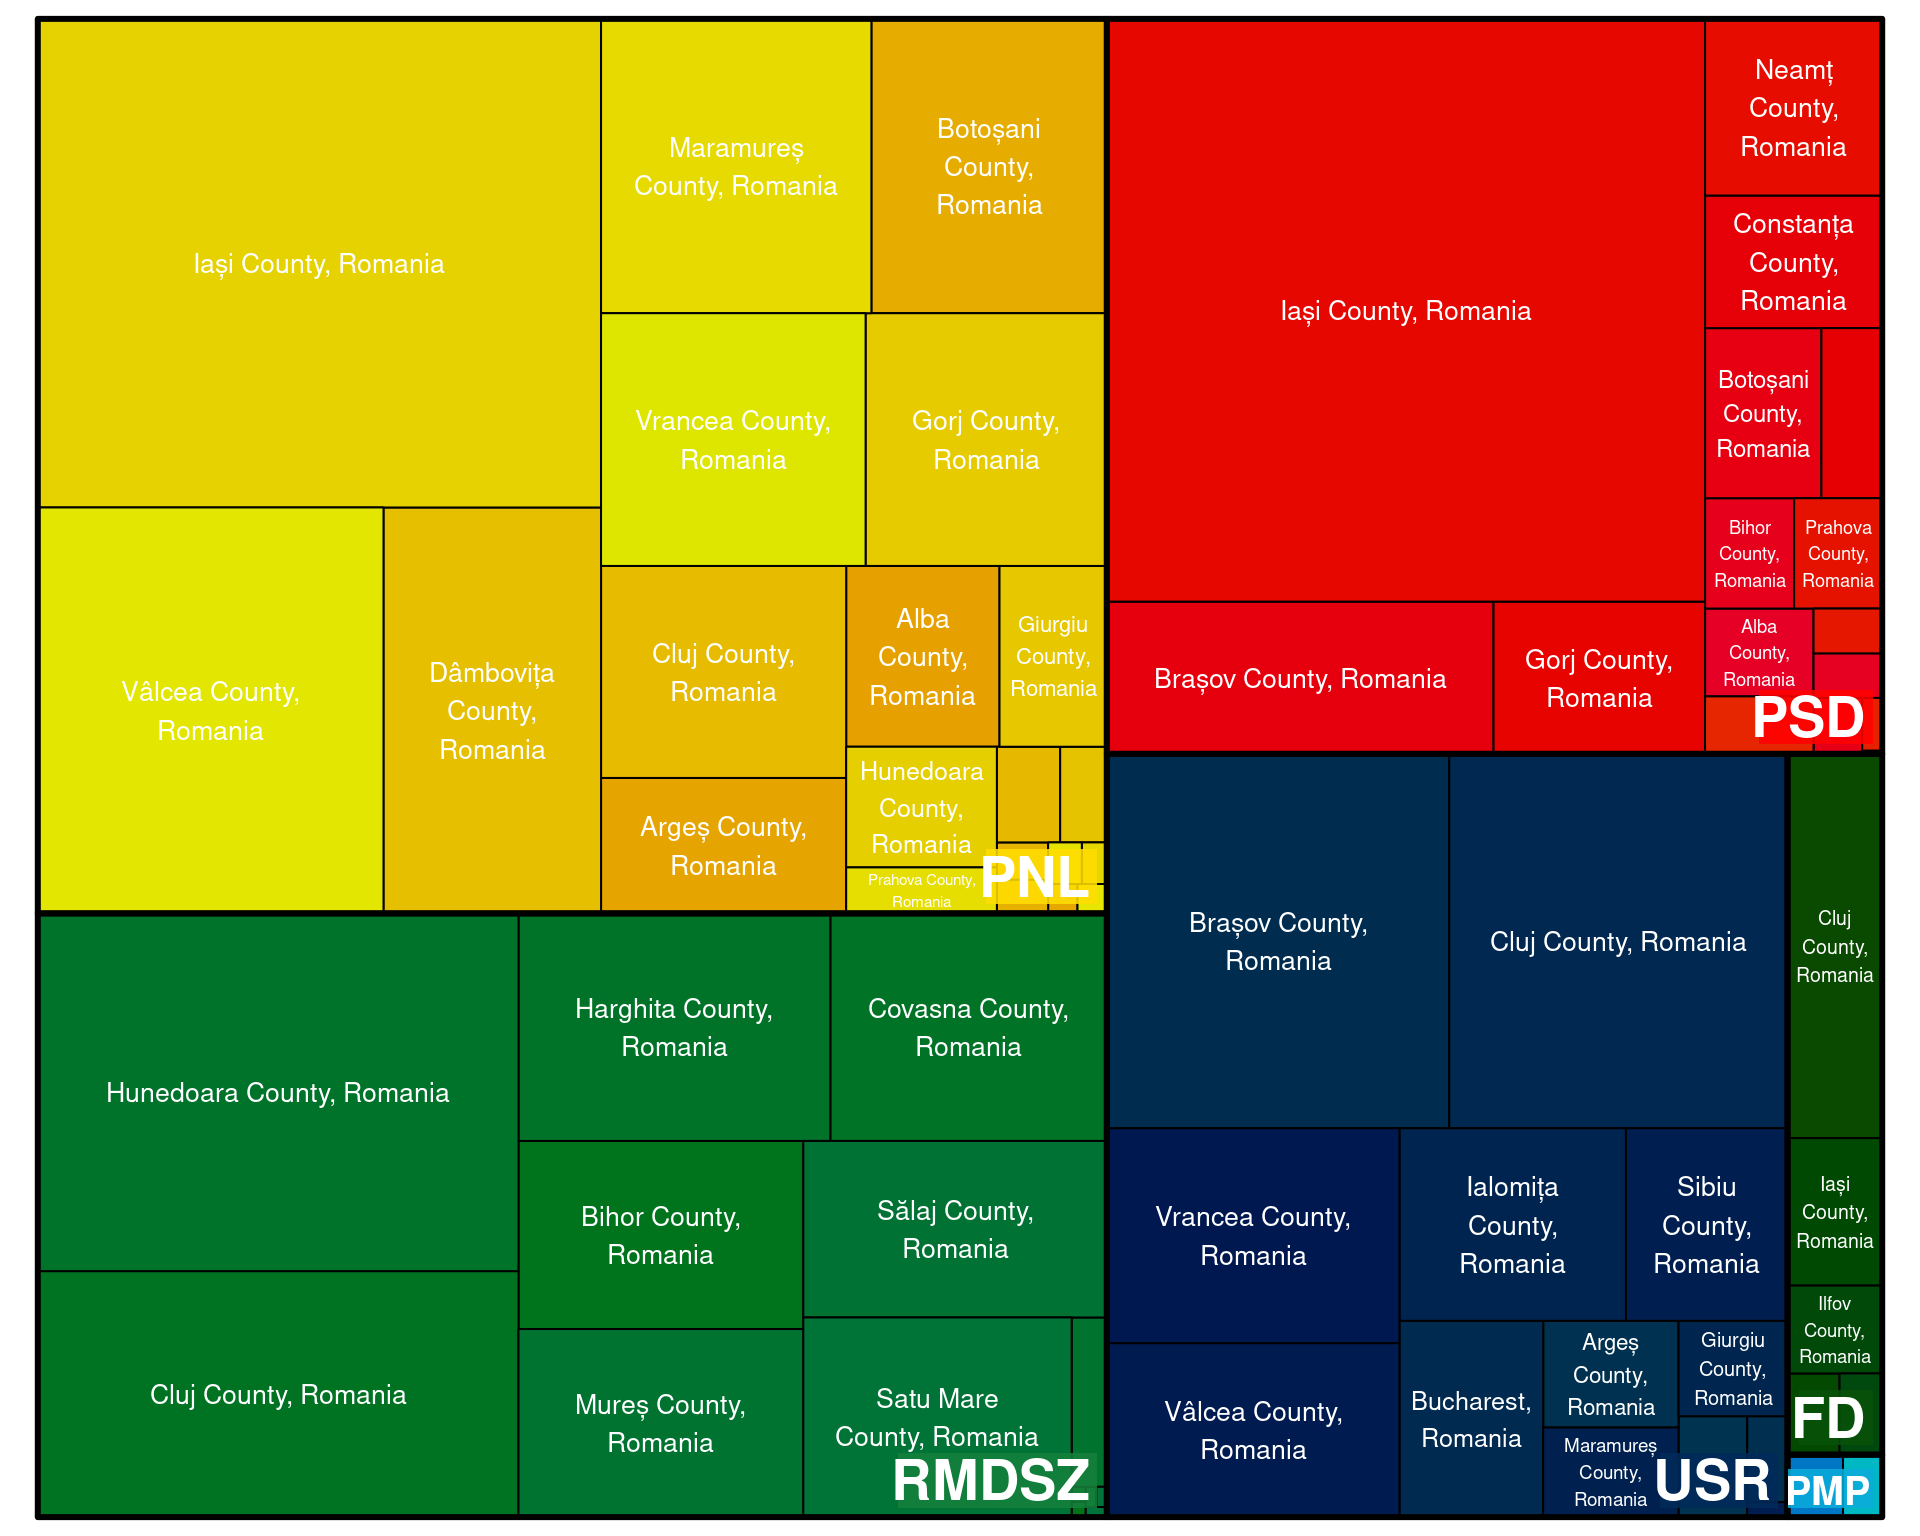 Iași County, Romania
Maramureș
County, Romania
Botoșani
County,
Romania
Vrancea County,
Romania
Gorj County,
Romania
Vâlcea County,
Romania
Dâmbovița
County,
Romania
Cluj County,
Romania
Argeș County,
Romania
Alba
County,
Romania
Giurgiu
County,
Romania
Hunedoara
County,
Romania
Prahova County,
Romania
PNL
Iași County, Romania
Neamț
County,
Romania
Constanța
County,
Romania
Botoșani
County,
Romania
Bihor
County,
Romania
Prahova
County,
Romania
Alba
County,
Romania
Brașov County, Romania
Gorj County,
Romania
PSD
Hunedoara County, Romania
Cluj County, Romania
Harghita County,
Romania
Covasna County,
Romania
Bihor County,
Romania
Sălaj County,
Romania
Mureș County,
Romania
Satu Mare
County, Romania
RMDSZ
Brașov County,
Romania
Cluj County, Romania
Vrancea County,
Romania
Vâlcea County,
Romania
Ialomița
County,
Romania
Sibiu
County,
Romania
Bucharest,
Romania
Argeș
County,
Romania
Giurgiu
County,
Romania
Maramureș
County,
Romania
USR
Cluj
County,
Romania
Iași
County,
Romania
Ilfov
County,
Romania
FD
PMP